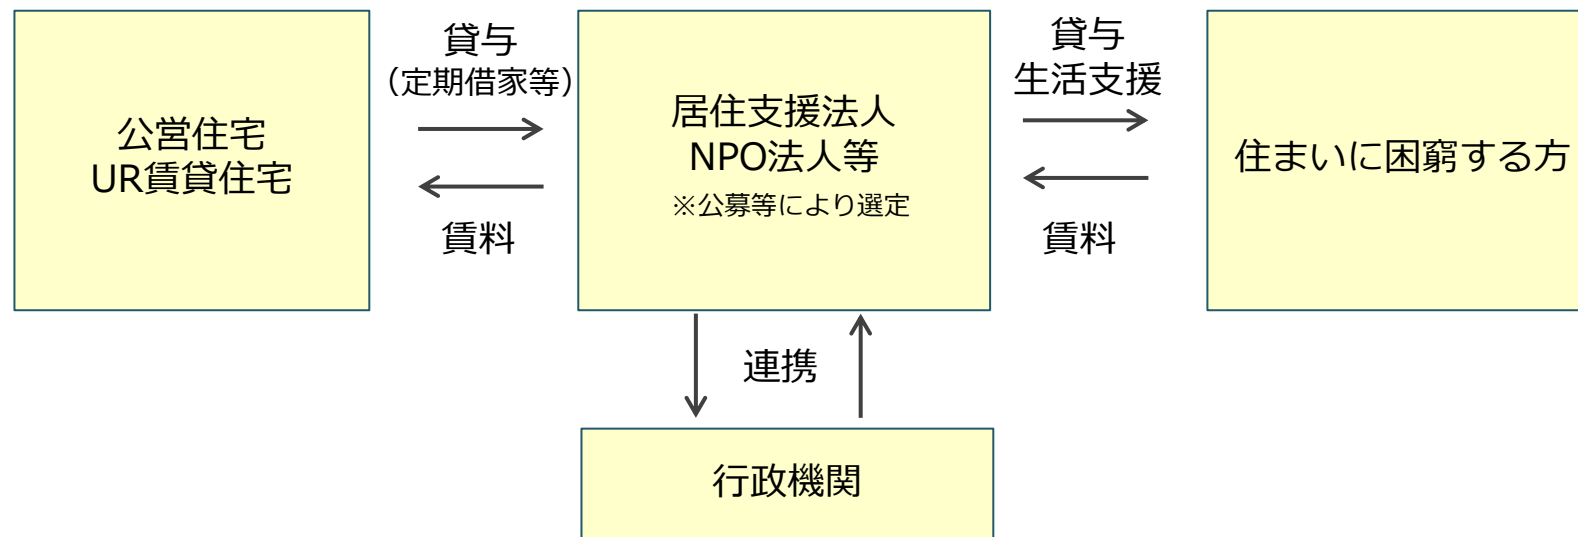 公営住宅
UR賃貸住宅
貸与
（定期借家等）
賃料
居住支援法人
NPO法人等
※公募等により選定
貸与
生活支援
賃料
住まいに困窮する方
連携
行政機関